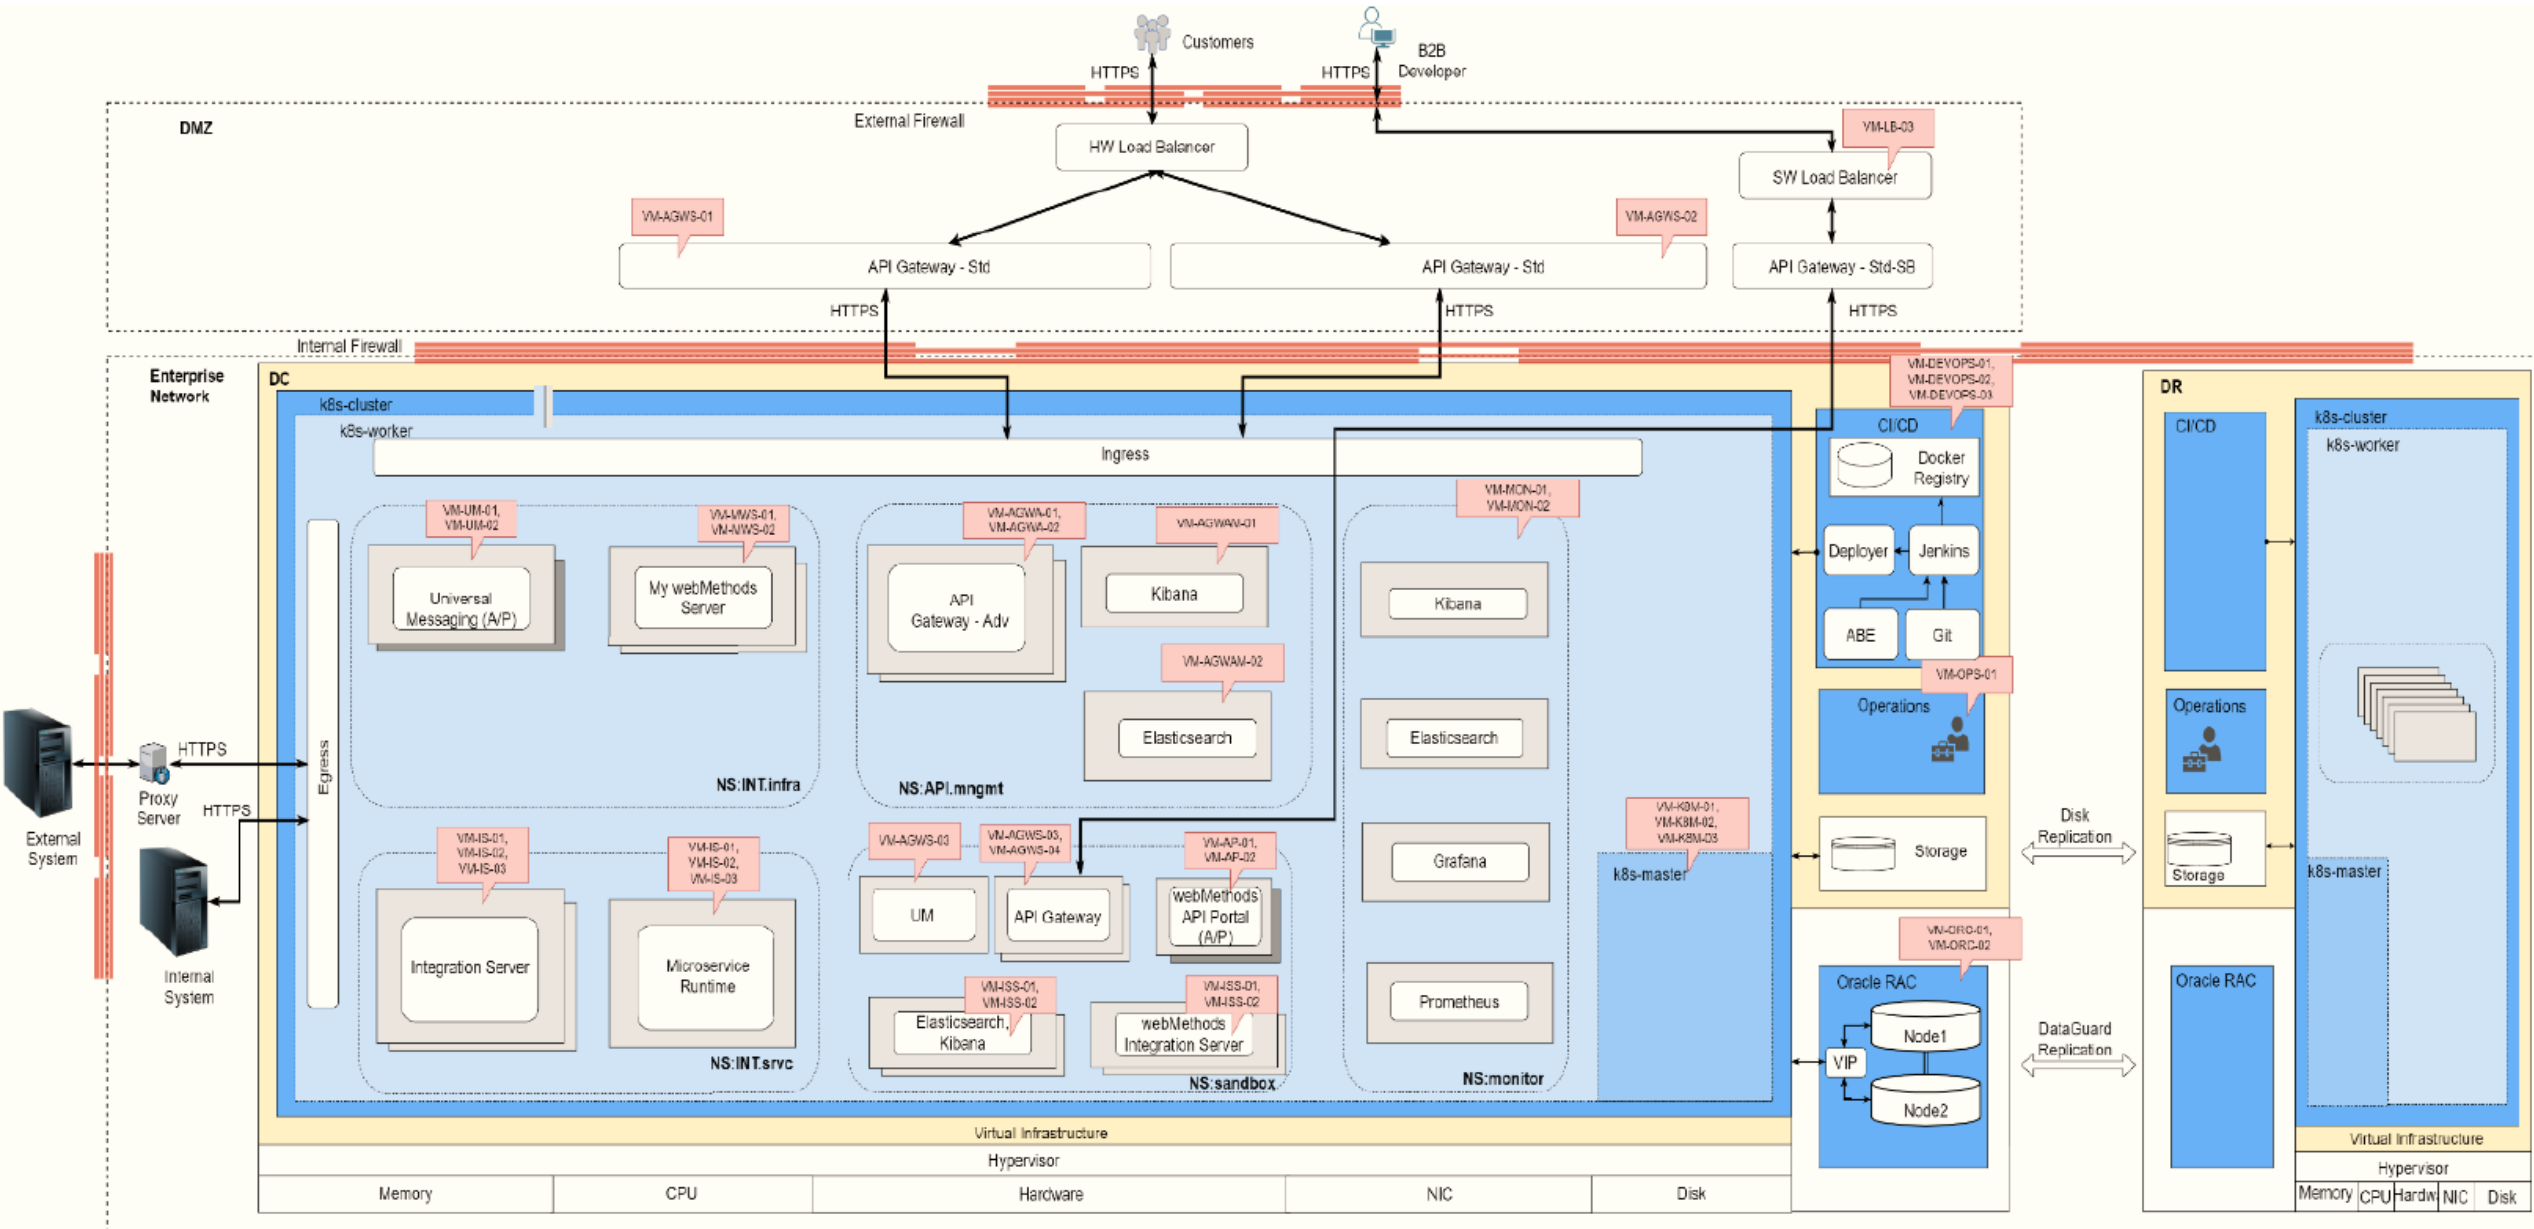 Customers
B2B
Developer
HTTPS
HTTPS
External Firewall
DMZ
HW Load Balancer
VM-LB-03
SW Load Balancer
VM-AGWS-01
VM-AGWS-02
API Gateway - Std
API Gateway - Std
API Gateway - Std-SB
HTTPS
HTTPS
HTTPS
Internal Firewall
Enterprise
Network
DC
k8s-cluster
k8s-worker
Ingress
Egress
VM-UM-01,
VM-UM-02
Universal
Messaging (A/P)
VM-MWS-01,
VM-MWS-02
My webMethods
Server
NS:INT.infra
VM-AGWA-01,
VM-AGWA-02
API
Gateway - Adv
VM-AGWAM-01
Kibana
VM-AGWAM-02
Elasticsearch
NS:API.mngmt
VM-MON-01,
VM-MON-02
Kibana
Elasticsearch
Grafana
Prometheus
NS:monitor
VM-IS-01,
VM-IS-02,
VM-IS-03
Integration Server
VM-IS-01,
VM-IS-02,
VM-IS-03
Microservice
Runtime
NS:INT.srvc
VM-AGWS-03
UM
VM-AGWS-03,
VM-AGWS-04
API Gateway
VM-AP-01,
VM-AP-02
webMethods
API Portal
(A/P)
VM-ISS-01,
VM-ISS-02
Elasticsearch,
Kibana
VM-ISS-01,
VM-ISS-02
webMethods
Integration Server
NS:sandbox
VM-K8M-01,
VM-K8M-02,
VM-K8M-03
k8s-master
VM-DEVOPS-01,
VM-DEVOPS-02,
VM-DEVOPS-03
CI/CD
Docker
Registry
Deployer
Jenkins
ABE
Git
VM-OPS-01
Operations
Storage
VM-ORC-01,
VM-ORC-02
Oracle RAC
Node1
VIP
Node2
External
System
Proxy
Server
HTTPS
HTTPS
Internal
System
Virtual Infrastructure
Hypervisor
Memory
CPU
Hardware
NIC
Disk
Disk
Replication
DataGuard
Replication
DR
CI/CD
k8s-cluster
k8s-worker
Operations
Storage
k8s-master
Oracle RAC
Virtual Infrastructure
Hypervisor
Memory
CPU
Hardw
NIC
Disk